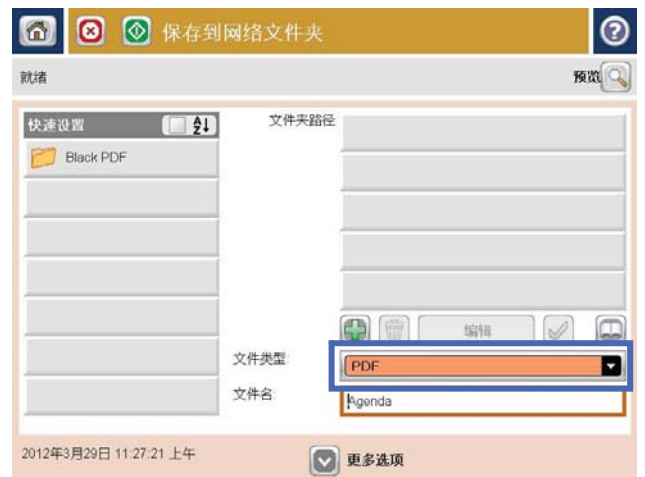 保存到网络文件夹
就绪
预览
快速设置
文件夹路径
Black PDF
编辑
文件类型:
PDF
文件名:
Agenda
2012年3月29日 11:27:21 上午
更多选项